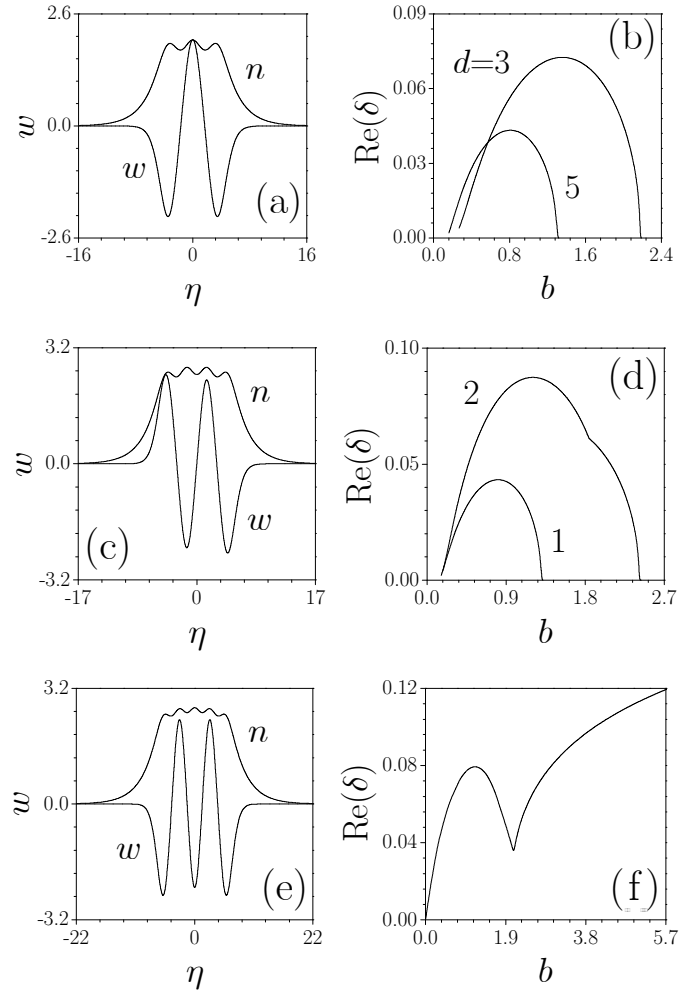 2.6
w
0.0
-2.6
n
w
(a)
-16
0
16
η
0.09
Re(δ)
0.06
0.03
0.00
(b)
d=3
5
0.0
0.8
1.6
2.4
b
3.2
w
0.0
-3.2
n
w
(c)
-17
0
17
η
0.10
Re(δ)
0.05
0.00
(d)
2
1
0.0
0.9
1.8
2.7
b
3.2
w
0.0
-3.2
n
w
(e)
-22
0
22
η
0.12
Re(δ)
0.08
0.04
0.00
(f)
0.0
1.9
3.8
5.7
b